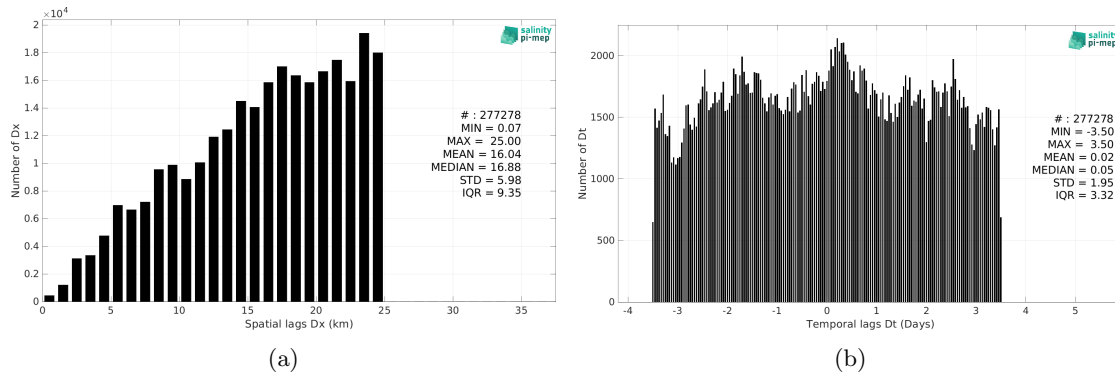 ×10⁴
2
1.8
1.6
1.4
1.2
1
0.8
0.6
0.4
0.2
0
Number of Dx
0 5 10 15 20 25 30 35
Spatial lags Dx (km)
salinity
pi-mep
# : 277278
MIN = 0.07
MAX = 25.00
MEAN = 16.04
MEDIAN = 16.88
STD = 5.98
IQR = 9.35
(a)
2000
1500
1000
500
0
Number of Dt
-4 -3 -2 -1 0 1 2 3 4 5
Temporal lags Dt (Days)
salinity
pi-mep
# : 277278
MIN = -3.50
MAX = 3.50
MEAN = 0.02
MEDIAN = 0.05
STD = 1.95
IQR = 3.32
(b)